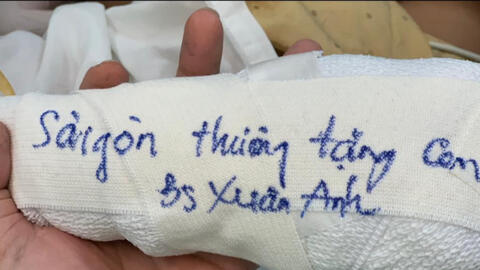 Sàigòn thương tặng con
BS Xuân Anh